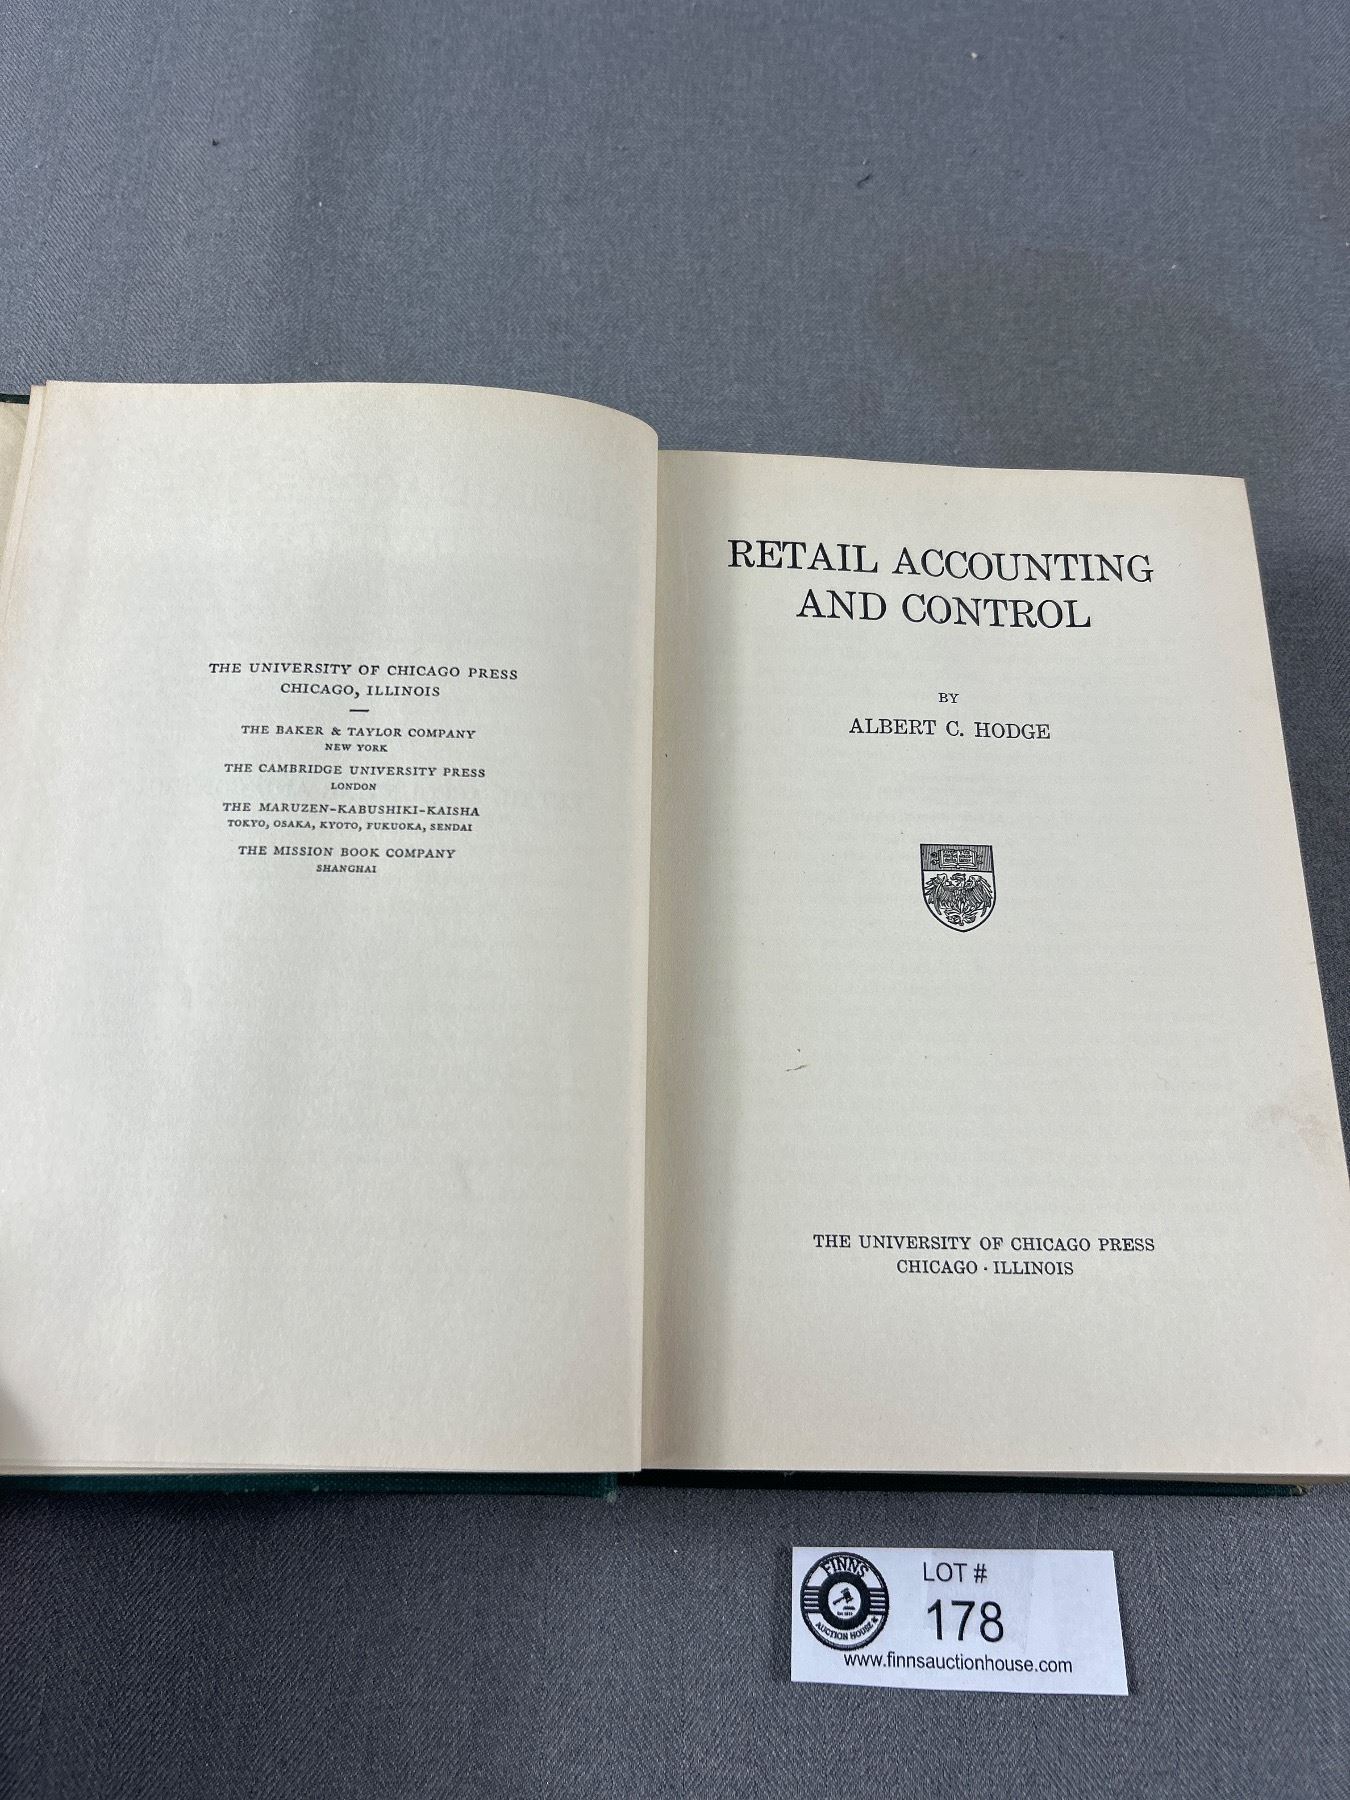 THE UNIVERSITY OF CHICAGO PRESS
CHICAGO, ILLINOIS
THE BAKER & TAYLOR COMPANY
NEW YORK
THE CAMBRIDGE UNIVERSITY PRESS
LONDON
THE MARUZEN-KABUSHIKI-KAISHA
TOKYO, OSAKA, KYOTO, FUKUOKA, SENDAI
THE MISSION BOOK COMPANY
SHANGHAI
RETAIL ACCOUNTING
AND CONTROL
BY
ALBERT C. HODGE
THE UNIVERSITY OF CHICAGO PRESS
CHICAGO · ILLINOIS
FINNS
AUCTION HOUSE
LOT #
178
www.finnsauctionhouse.com